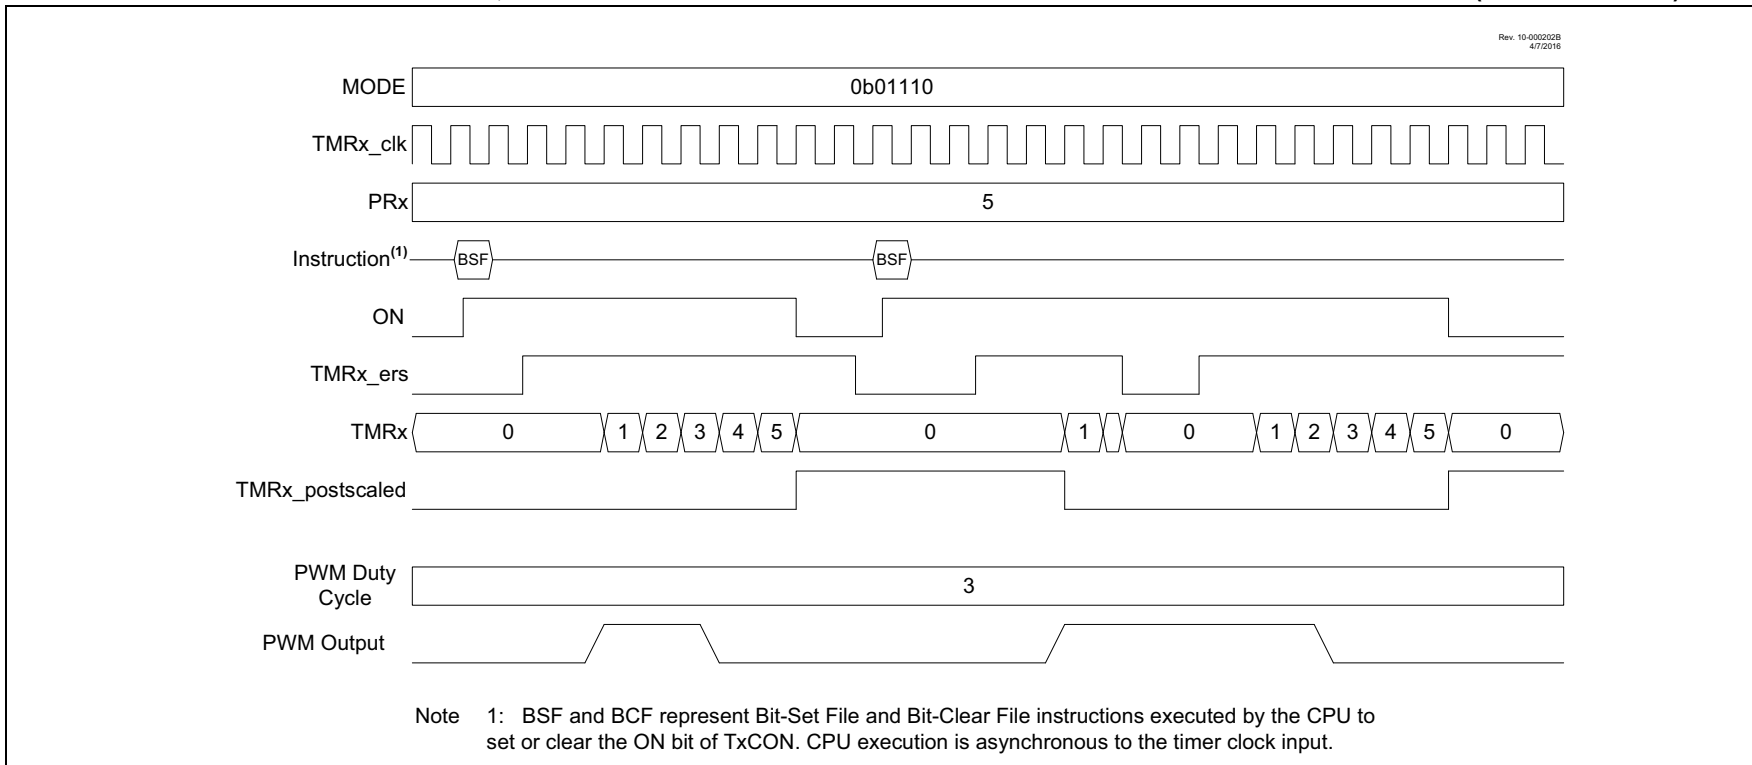 Rev. 10-000202B
4/7/2016
MODE 0b01110
TMRx_clk
PRx 5
Instruction(1) BSF BSF
ON
TMRx_ers
TMRx 0 1 2 3 4 5 0 1 0 1 2 3 4 5 0
TMRx_postscaled
PWM Duty
Cycle 3
PWM Output
Note 1: BSF and BCF represent Bit-Set File and Bit-Clear File instructions executed by the CPU to
set or clear the ON bit of TxCON. CPU execution is asynchronous to the timer clock input.